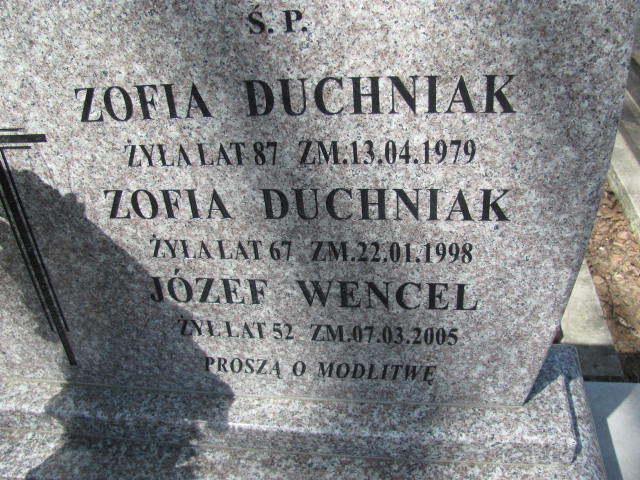 Ś. P.
ZOFIA DUCHNIAK
ŻYŁA LAT 87 ZM.13.04.1979
ZOFIA DUCHNIAK
ŻYŁA LAT 67 ZM.22.01.1998
JÓZEF WENCEL
ŻYŁ LAT 52 ZM.07.03.2005
PROSZĄ O MODLITWĘ